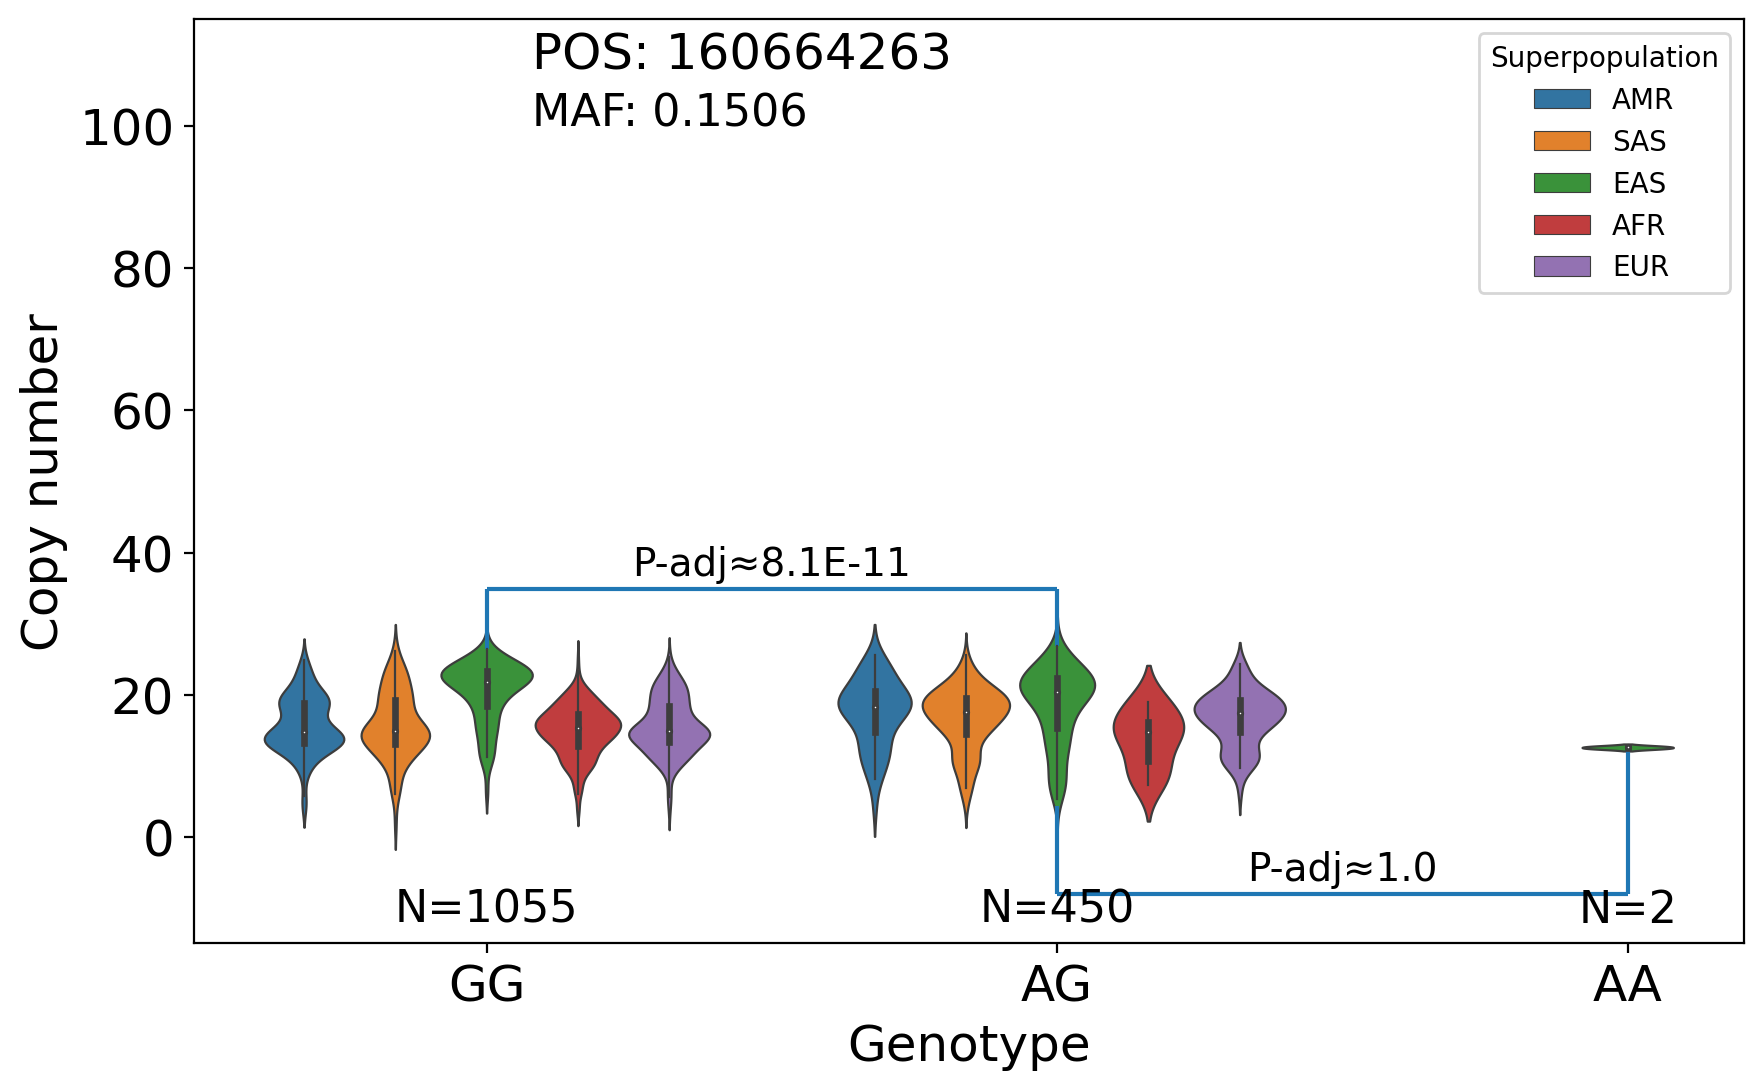 POS: 160664263
MAF: 0.1506
Superpopulation
AMR
SAS
EAS
AFR
EUR
Copy number
100
80
60
40
20
0
P-adj≈8.1E-11
P-adj≈1.0
N=1055
N=450
N=2
GG
AG
AA
Genotype